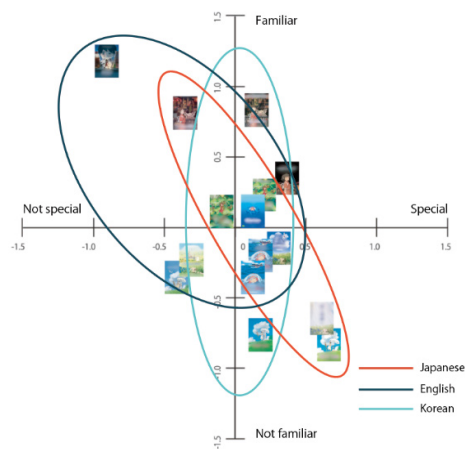 1.5
Familiar
1.0
0.5
Not special
Special
-1.5
-1.0
-0.5
0
0.5
1.0
1.5
-0.5
-1.0
Japanese
English
Korean
-1.5
Not familiar